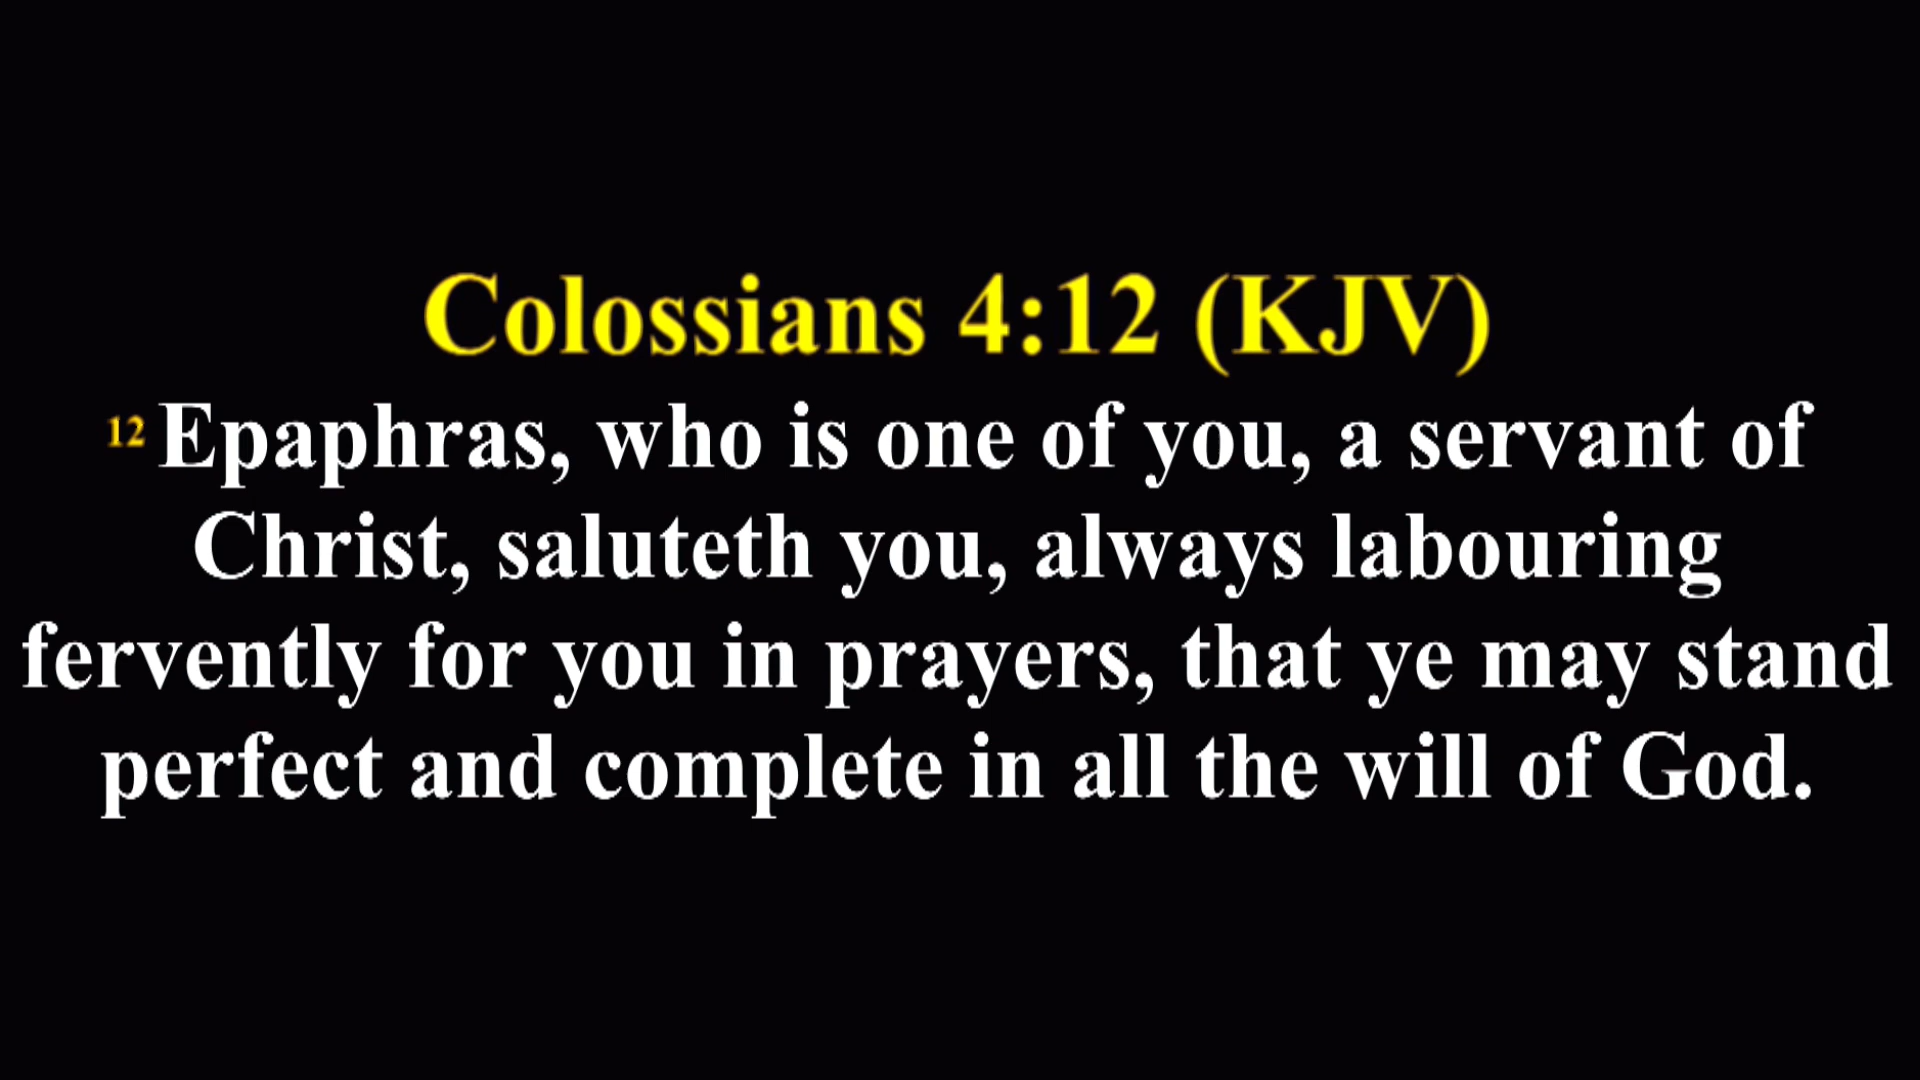 Colossians 4:12 (KJV)
12 Epaphras, who is one of you, a servant of
Christ, saluteth you, always labouring
fervently for you in prayers, that ye may stand
perfect and complete in all the will of God.